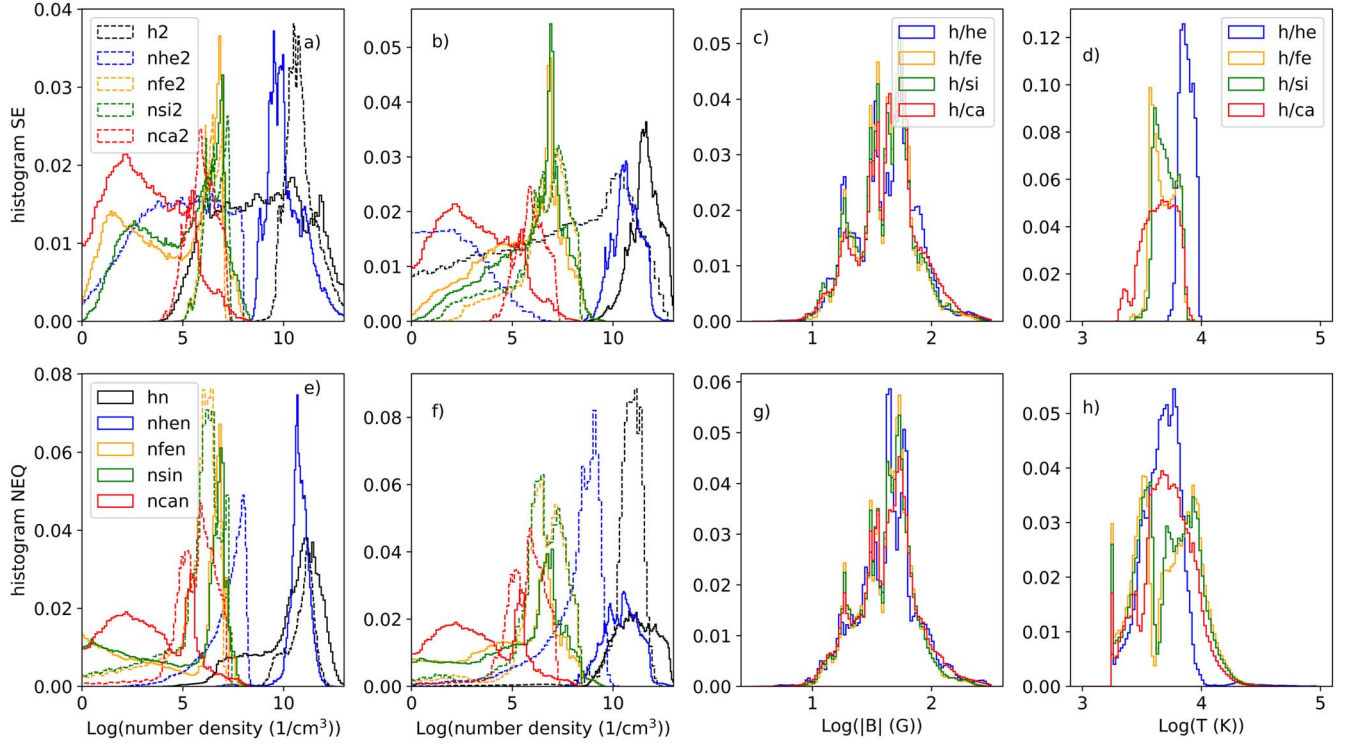 histogram SE
0.04
0.03
0.02
0.01
0.00
0 5 10
h2
nhe2
nfe2
nsi2
nca2
a)
0.05
0.04
0.03
0.02
0.01
0.00
0 5 10
b)
0.05
0.04
0.03
0.02
0.01
0.00
1 2
c)
h/he
h/fe
h/si
h/ca
0.12
0.10
0.08
0.06
0.04
0.02
0.00
3 4 5
d)
h/he
h/fe
h/si
h/ca
histogram NEQ
0.08
0.06
0.04
0.02
0.00
0 5 10
Log(number density (1/cm³))
hn
nhen
nfen
nsin
ncan
e)
0.08
0.06
0.04
0.02
0.00
0 5 10
Log(number density (1/cm³))
f)
0.06
0.05
0.04
0.03
0.02
0.01
0.00
1 2
Log(|B| (G))
g)
0.05
0.04
0.03
0.02
0.01
0.00
3 4 5
Log(T (K))
h)